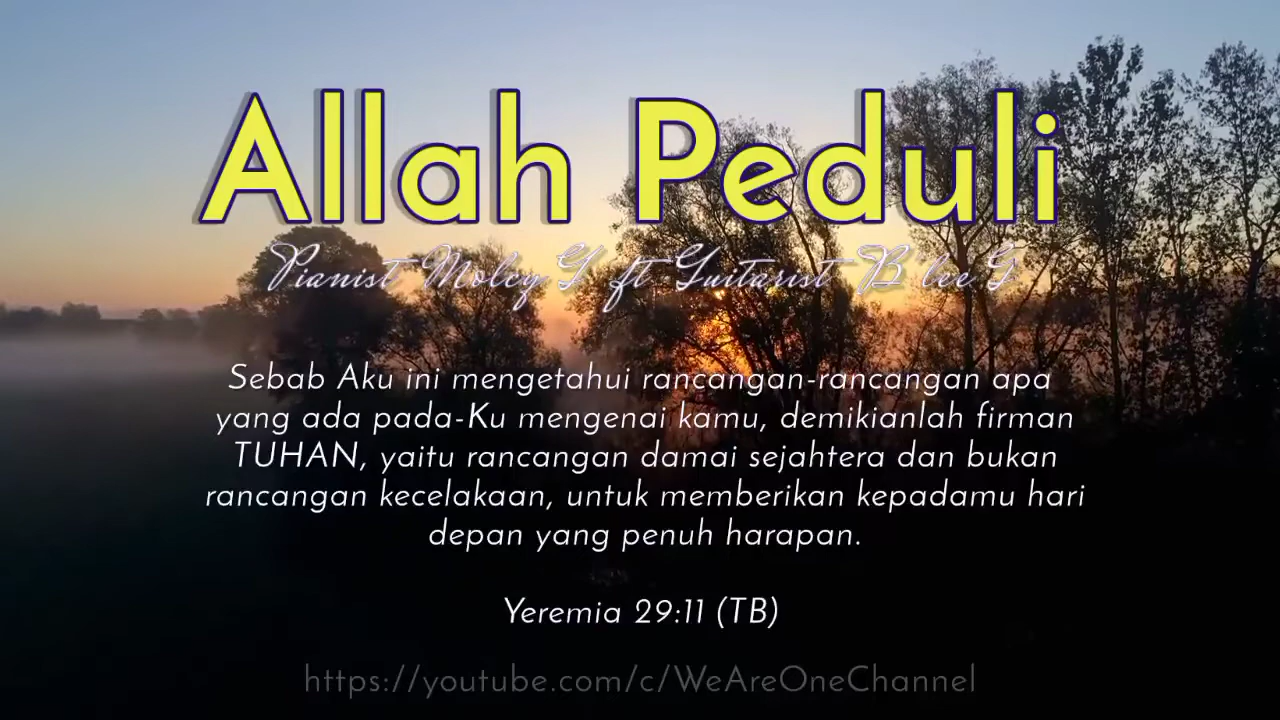 Allah Peduli
Pianist Molcy G ft Guitarist B'lee G
Sebab Aku ini mengetahui rancangan-rancangan apa
yang ada pada-Ku mengenai kamu, demikianlah firman
TUHAN, yaitu rancangan damai sejahtera dan bukan
rancangan kecelakaan, untuk memberikan kepadamu hari
depan yang penuh harapan.
Yeremia 29:11 (TB)
https://youtube.com/c/WeAreOneChannel